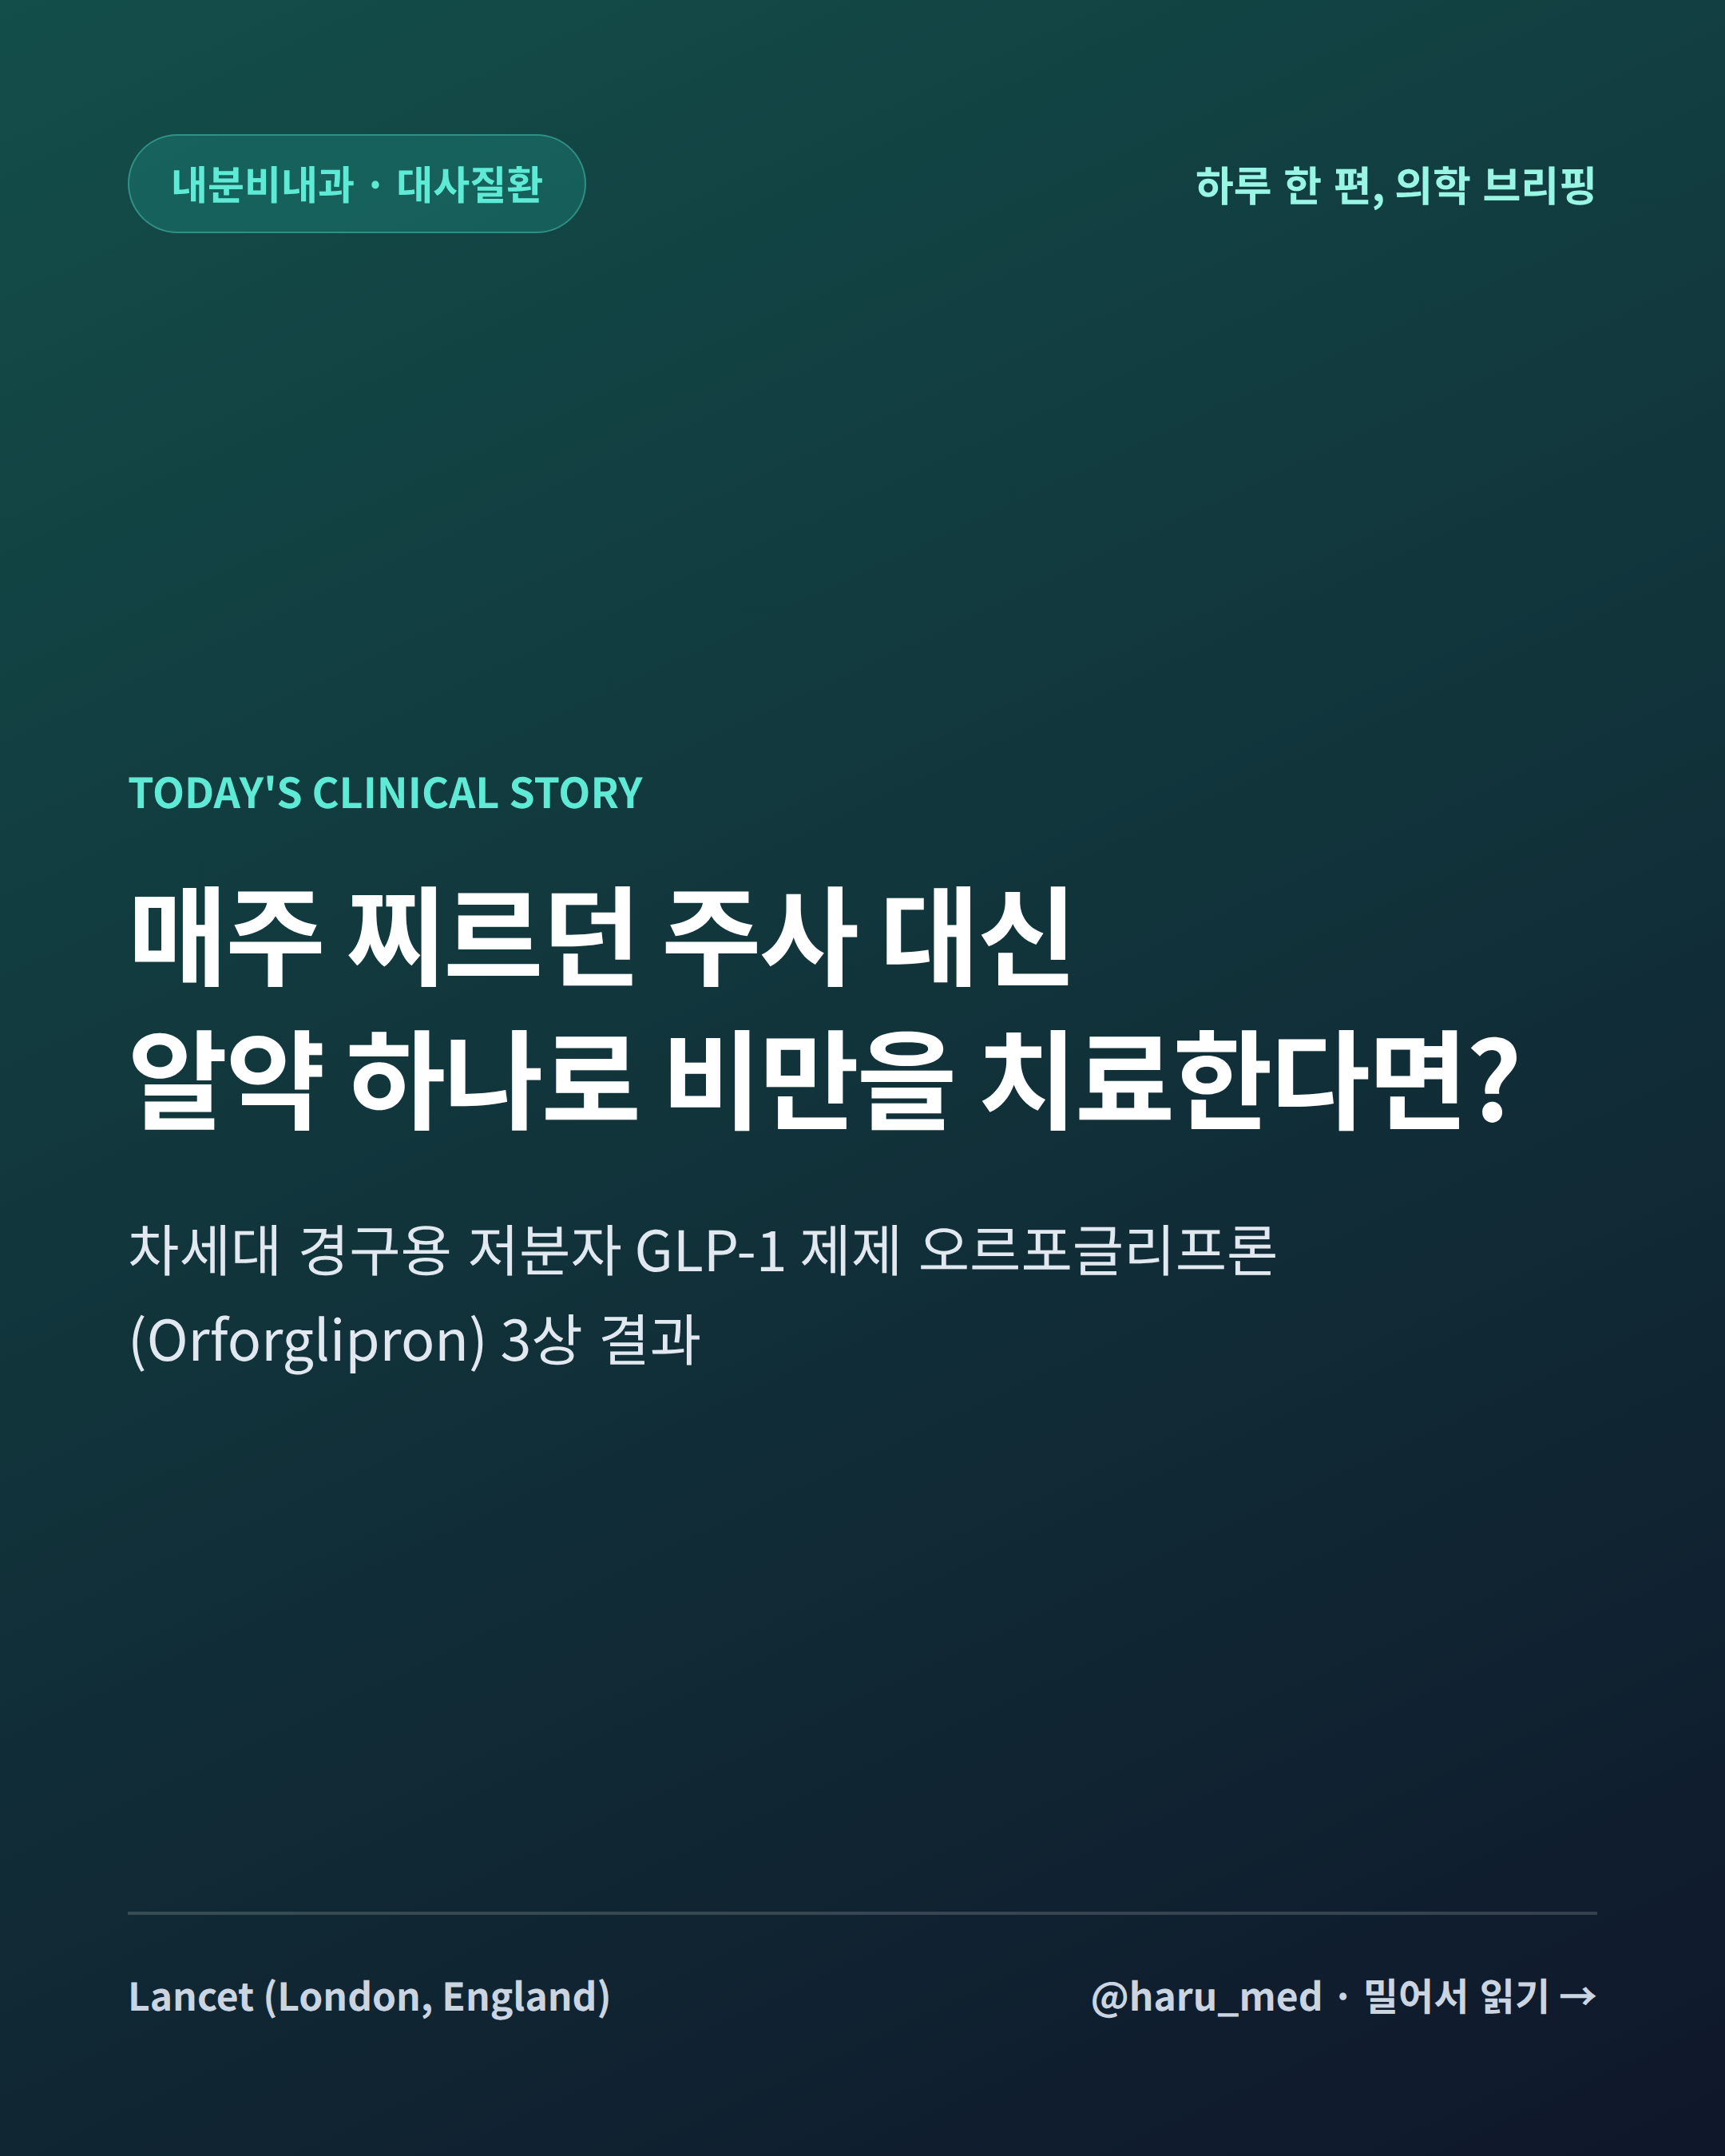 내분비내과 · 대사질환
하루 한 편, 의학 브리핑
TODAY'S CLINICAL STORY
매주 찌르던 주사 대신
알약 하나로 비만을 치료한다면?
차세대 경구용 저분자 GLP-1 제제 오르포글리프론
(Orforglipron) 3상 결과
Lancet (London, England)
@haru_med · 밀어서 읽기 →